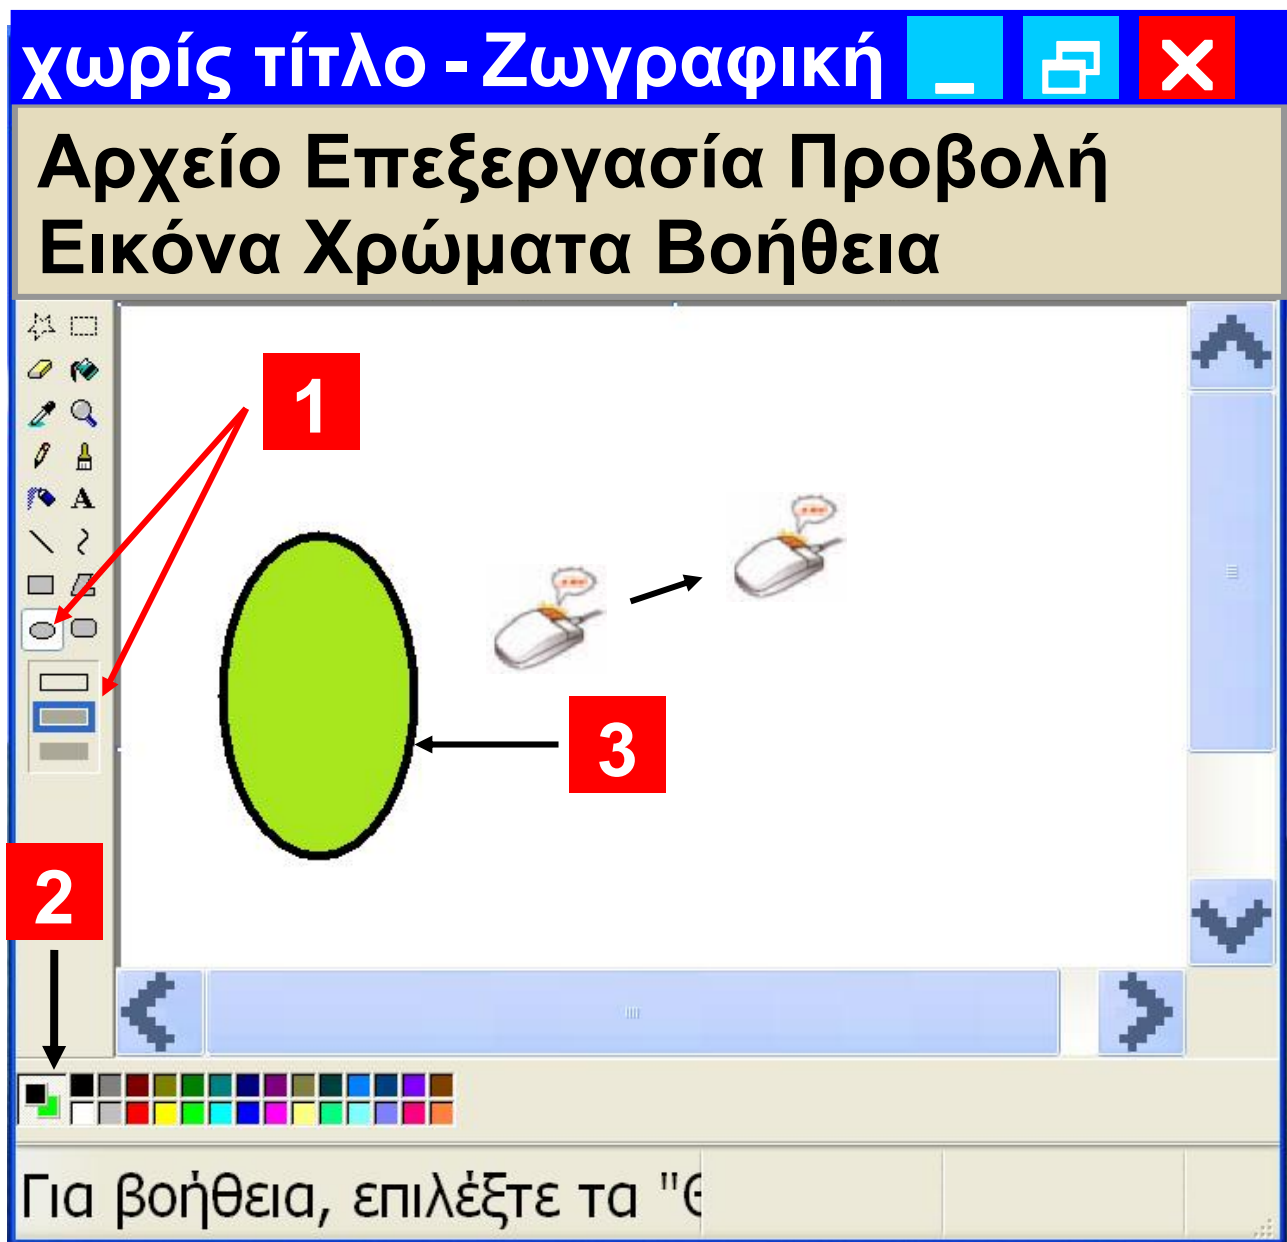 χωρίς τίτλο - Ζωγραφική
Αρχείο Επεξεργασία Προβολή
Εικόνα Χρώματα Βοήθεια
1
A
3
2
Για βοήθεια, επιλέξτε τα "Θ